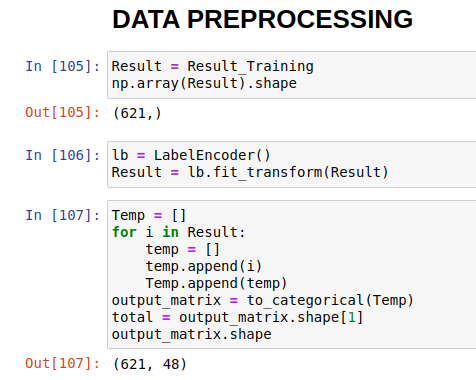 DATA PREPROCESSING
In [105]: Result = Result_Training
np.array(Result).shape
Out[105]: (621,)
In [106]: lb = LabelEncoder()
Result = lb.fit_transform(Result)
In [107]: Temp = []
for i in Result:
    temp = []
    temp.append(i)
    Temp.append(temp)
output_matrix = to_categorical(Temp)
total = output_matrix.shape[1]
output_matrix.shape
Out[107]: (621, 48)